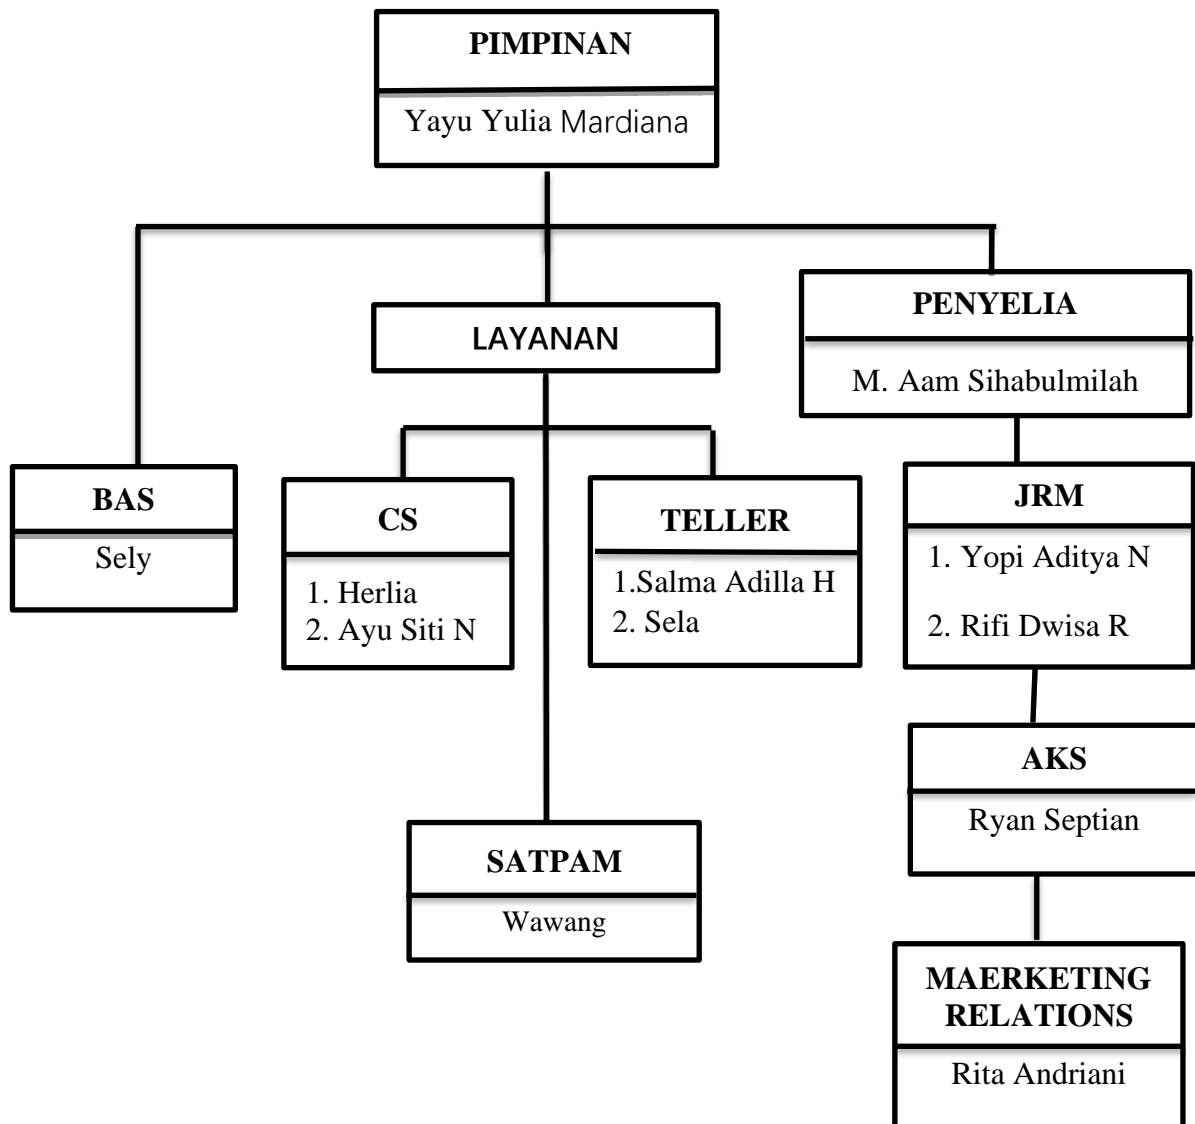 PIMPINAN
Yayu Yulia Mardiana
LAYANAN
PENYELIA
M. Aam Sihabulmilah
BAS
Sely
CS
1. Herlia
2. Ayu Siti N
TELLER
1.Salma Adilla H
2. Sela
JRM
1. Yopi Aditya N
2. Rifi Dwisa R
AKS
Ryan Septian
SATPAM
Wawang
MAERKETING
RELATIONS
Rita Andriani